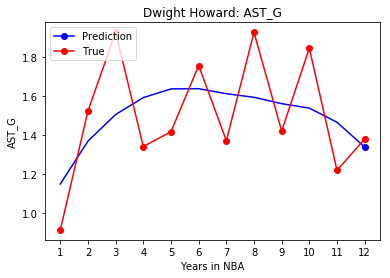 Dwight Howard: AST_G
Prediction
True
1.8
1.6
1.4
1.2
1.0
AST_G
1 2 3 4 5 6 7 8 9 10 11 12
Years in NBA